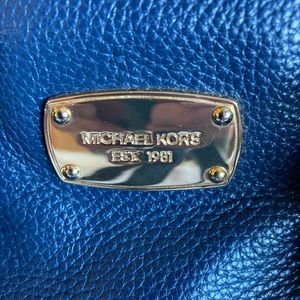 MICHAEL KORS
EST. 1981